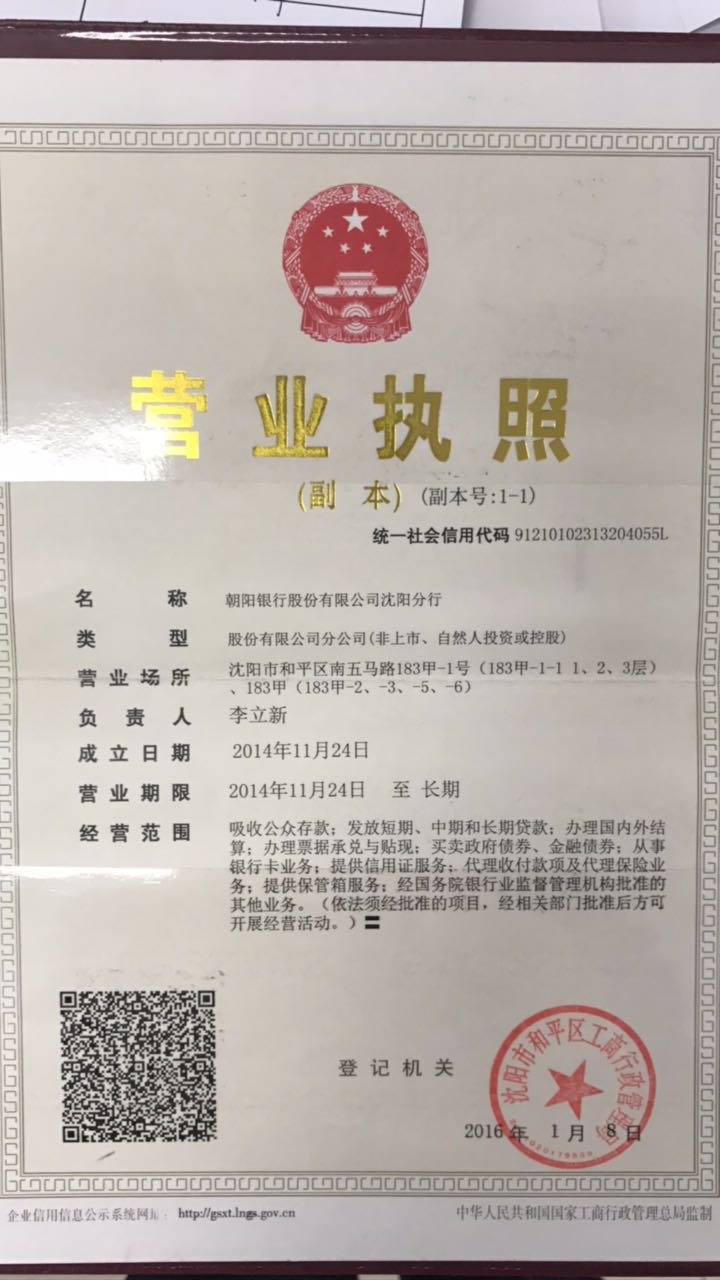 营业执照
(副 本) (副本号:1-1)
统一社会信用代码 91210102313204055L
名 称 朝阳银行股份有限公司沈阳分行
类 型 股份有限公司分公司(非上市、自然人投资或控股)
营业场所 沈阳市和平区南五马路183甲-1号（183甲-1-1 1、2、3层）
、183甲（183甲-2、-3、-5、-6）
负责人 李立新
成立日期 2014年11月24日
营业期限 2014年11月24日 至 长期
经营范围 吸收公众存款；发放短期、中期和长期贷款；办理国内外结
算；办理票据承兑与贴现；买卖政府债券、金融债券；从事
银行卡业务；提供信用证服务；代理收付款项及代理保险业
务；提供保管箱服务；经国务院银行业监督管理机构批准的
其他业务。（依法须经批准的项目，经相关部门批准后方可
开展经营活动。）〓
登记机关
沈阳市和平区工商行政管理局
2016 年 1 月 8 日
企业信用信息公示系统网址： http://gsxt.lngs.gov.cn
中华人民共和国国家工商行政管理总局监制